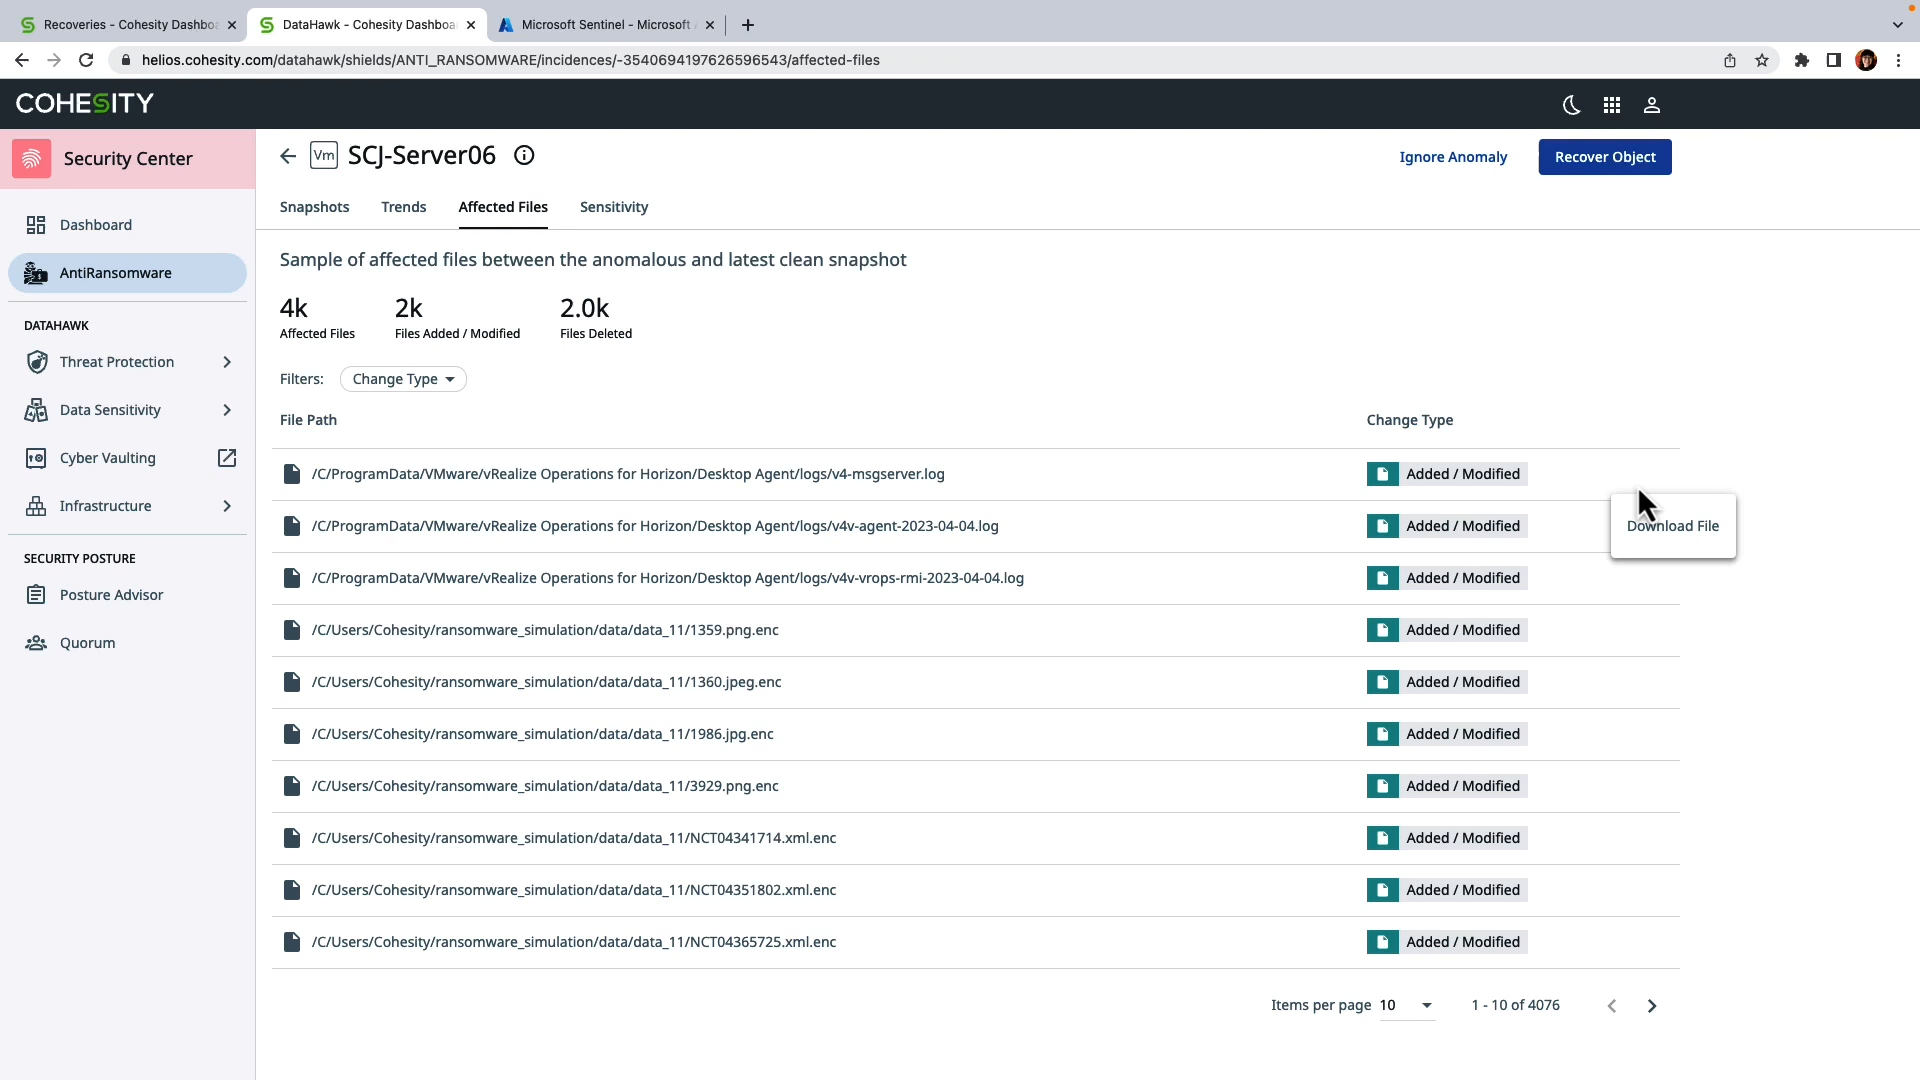 Recoveries - Cohesity Dashbo
DataHawk - Cohesity Dashboa
Microsoft Sentinel - Microsoft
helios.cohesity.com/datahawk/shields/ANTI_RANSOMWARE/incidences/-3540694197626596543/affected-files
COHESITY
Security Center
Dashboard
AntiRansomware
DATAHAWK
Threat Protection
Data Sensitivity
Cyber Vaulting
Infrastructure
SECURITY POSTURE
Posture Advisor
Quorum
Vm SCJ-Server06
Ignore Anomaly
Recover Object
Snapshots Trends Affected Files Sensitivity
Sample of affected files between the anomalous and latest clean snapshot
4k 2k 2.0k
Affected Files Files Added / Modified Files Deleted
Filters: Change Type
File Path Change Type
/C/ProgramData/VMware/vRealize Operations for Horizon/Desktop Agent/logs/v4-msgserver.log Added / Modified
/C/ProgramData/VMware/vRealize Operations for Horizon/Desktop Agent/logs/v4v-agent-2023-04-04.log Added / Modified
Download File
/C/ProgramData/VMware/vRealize Operations for Horizon/Desktop Agent/logs/v4v-vrops-rmi-2023-04-04.log Added / Modified
/C/Users/Cohesity/ransomware_simulation/data/data_11/1359.png.enc Added / Modified
/C/Users/Cohesity/ransomware_simulation/data/data_11/1360.jpeg.enc Added / Modified
/C/Users/Cohesity/ransomware_simulation/data/data_11/1986.jpg.enc Added / Modified
/C/Users/Cohesity/ransomware_simulation/data/data_11/3929.png.enc Added / Modified
/C/Users/Cohesity/ransomware_simulation/data/data_11/NCT04341714.xml.enc Added / Modified
/C/Users/Cohesity/ransomware_simulation/data/data_11/NCT04351802.xml.enc Added / Modified
/C/Users/Cohesity/ransomware_simulation/data/data_11/NCT04365725.xml.enc Added / Modified
Items per page 10 1 - 10 of 4076